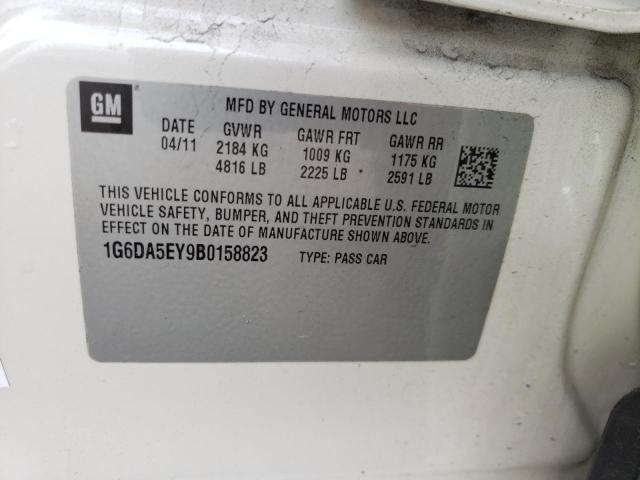 GM
MFD BY GENERAL MOTORS LLC
DATE GVWR GAWR FRT GAWR RR
04/11 2184 KG 1009 KG 1175 KG
4816 LB 2225 LB 2591 LB
THIS VEHICLE CONFORMS TO ALL APPLICABLE U.S. FEDERAL MOTOR
VEHICLE SAFETY, BUMPER, AND THEFT PREVENTION STANDARDS IN
EFFECT ON THE DATE OF MANUFACTURE SHOWN ABOVE.
1G6DA5EY9B0158823 TYPE: PASS CAR